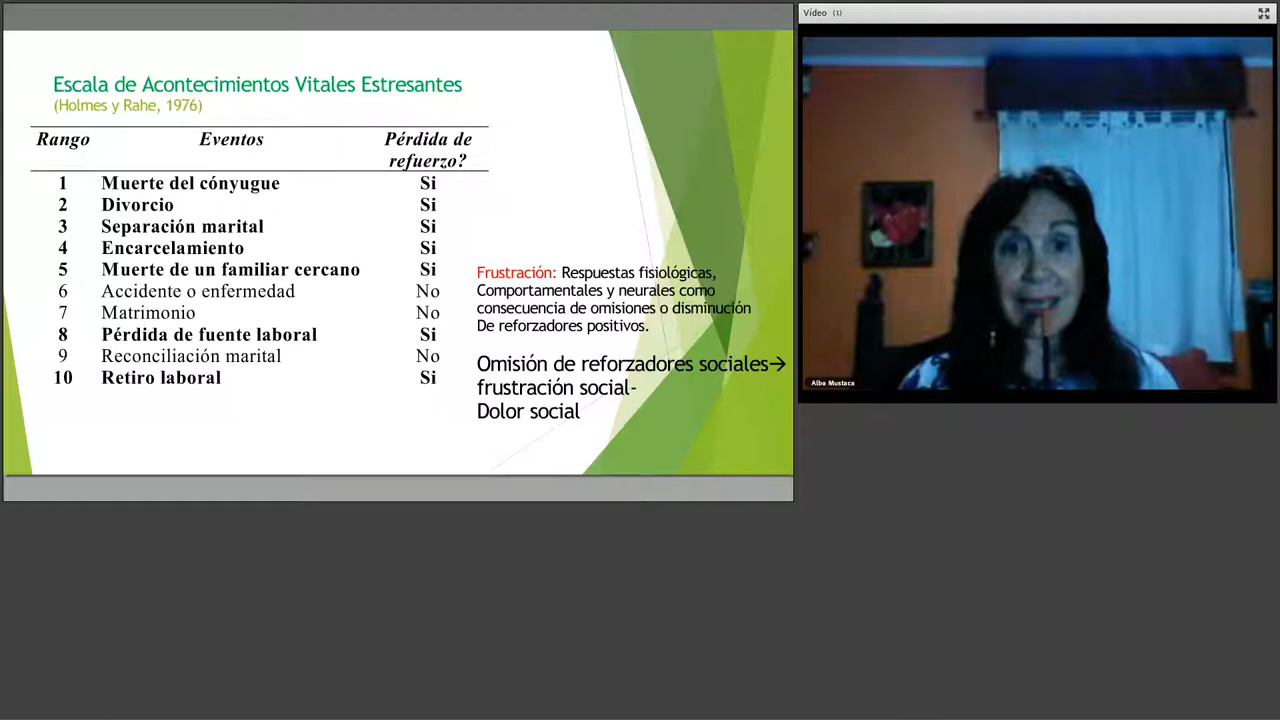 Escala de Acontecimientos Vitales Estresantes
(Holmes y Rahe, 1976)
Rango Eventos Pérdida de
refuerzo?
1 Muerte del cónyugue Si
2 Divorcio Si
3 Separación marital Si
4 Encarcelamiento Si
5 Muerte de un familiar cercano Si
6 Accidente o enfermedad No
7 Matrimonio No
8 Pérdida de fuente laboral Si
9 Reconciliación marital No
10 Retiro laboral Si
Frustración: Respuestas fisiológicas,
Comportamentales y neurales como
consecuencia de omisiones o disminución
De reforzadores positivos.
Omisión de reforzadores sociales→
frustración social-
Dolor social
Vídeo (1)
Alba Mustaca